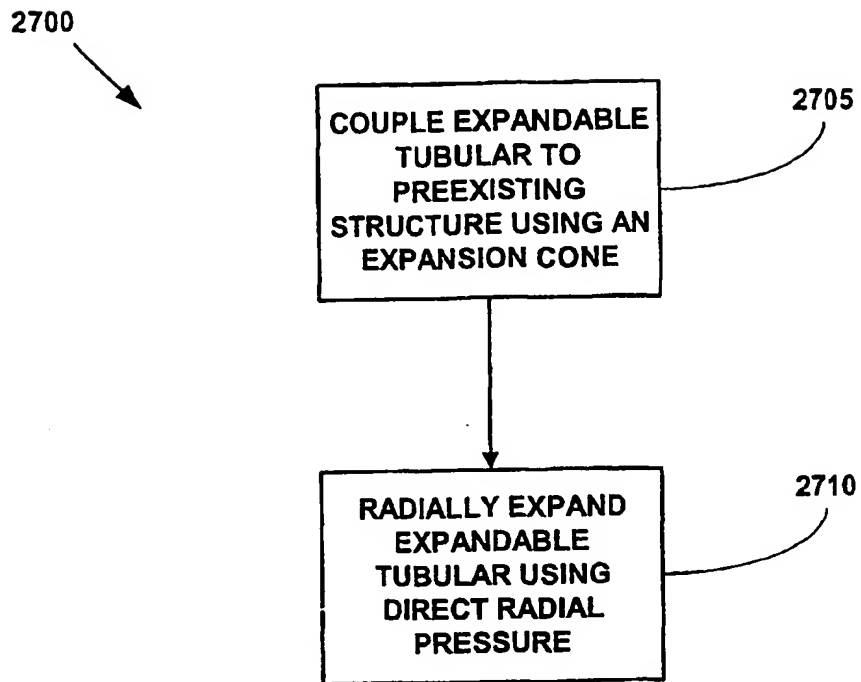 2700
2705
COUPLE EXPANDABLE
TUBULAR TO
PREEXISTING
STRUCTURE USING AN
EXPANSION CONE
2710
RADIALLY EXPAND
EXPANDABLE
TUBULAR USING
DIRECT RADIAL
PRESSURE